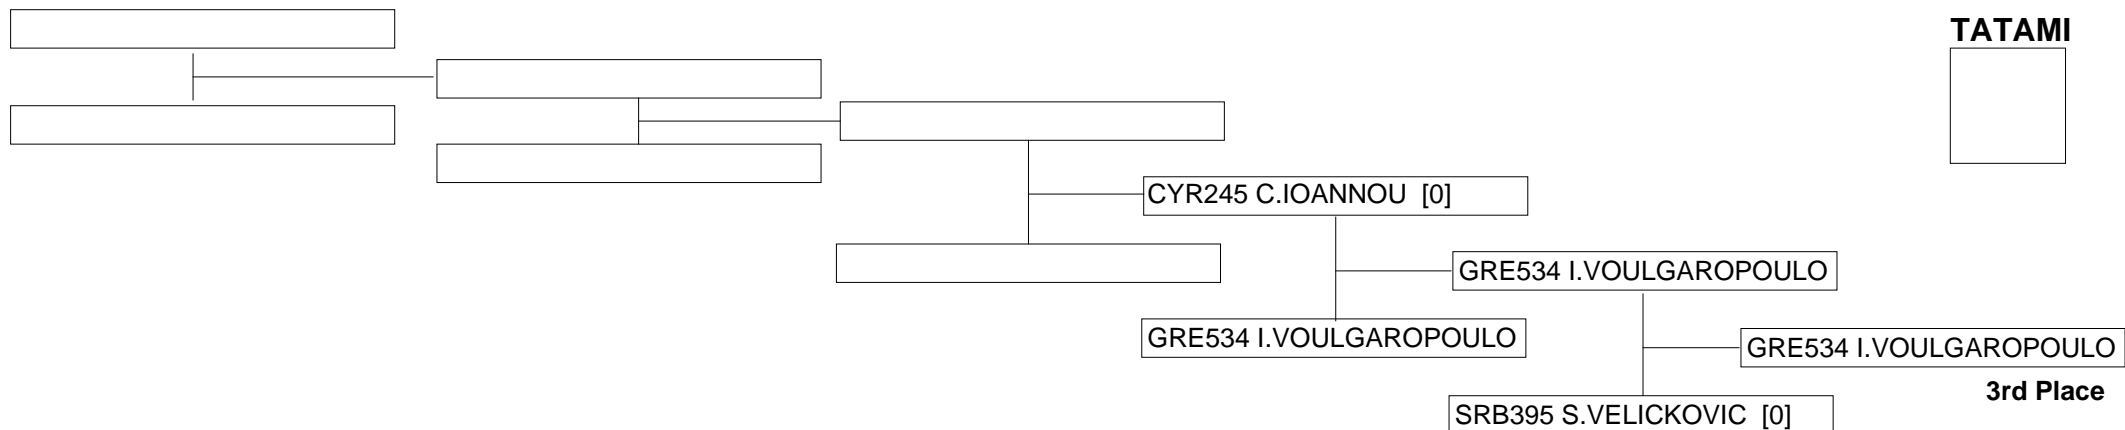 TATAMI
CYR245 C.IOANNOU [0]
GRE534 I.VOULGAROPOULO
GRE534 I.VOULGAROPOULO
GRE534 I.VOULGAROPOULO
3rd Place
SRB395 S.VELICKOVIC [0]